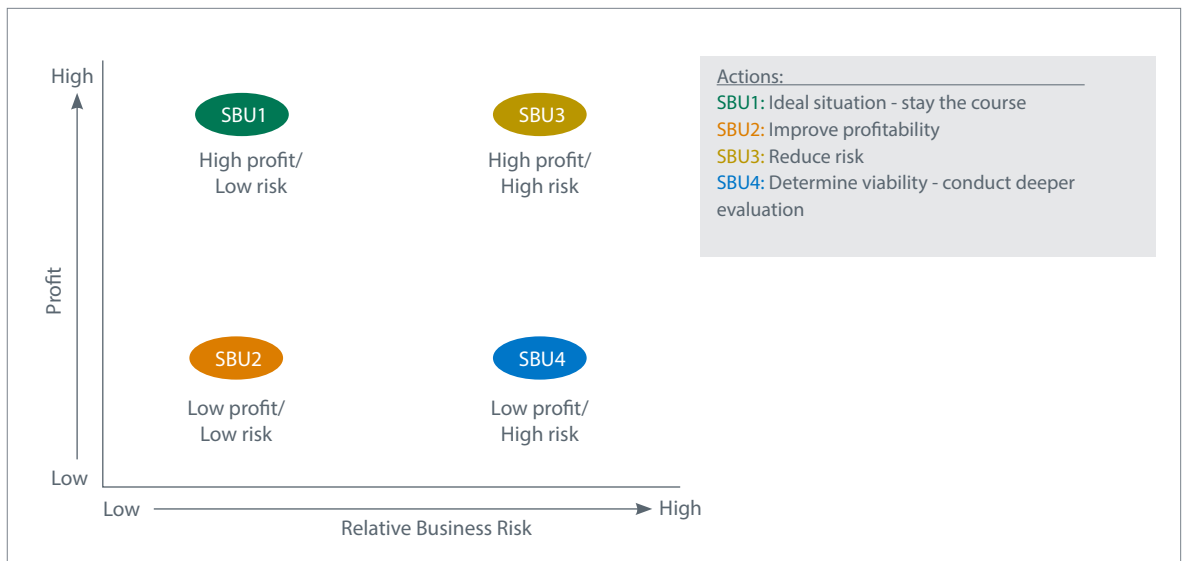 High
SBU1
SBU3
High profit/
Low risk
High profit/
High risk
Profit
SBU2
SBU4
Low profit/
Low risk
Low profit/
High risk
Low
Low
High
Relative Business Risk
Actions:
SBU1: Ideal situation - stay the course
SBU2: Improve profitability
SBU3: Reduce risk
SBU4: Determine viability - conduct deeper
evaluation